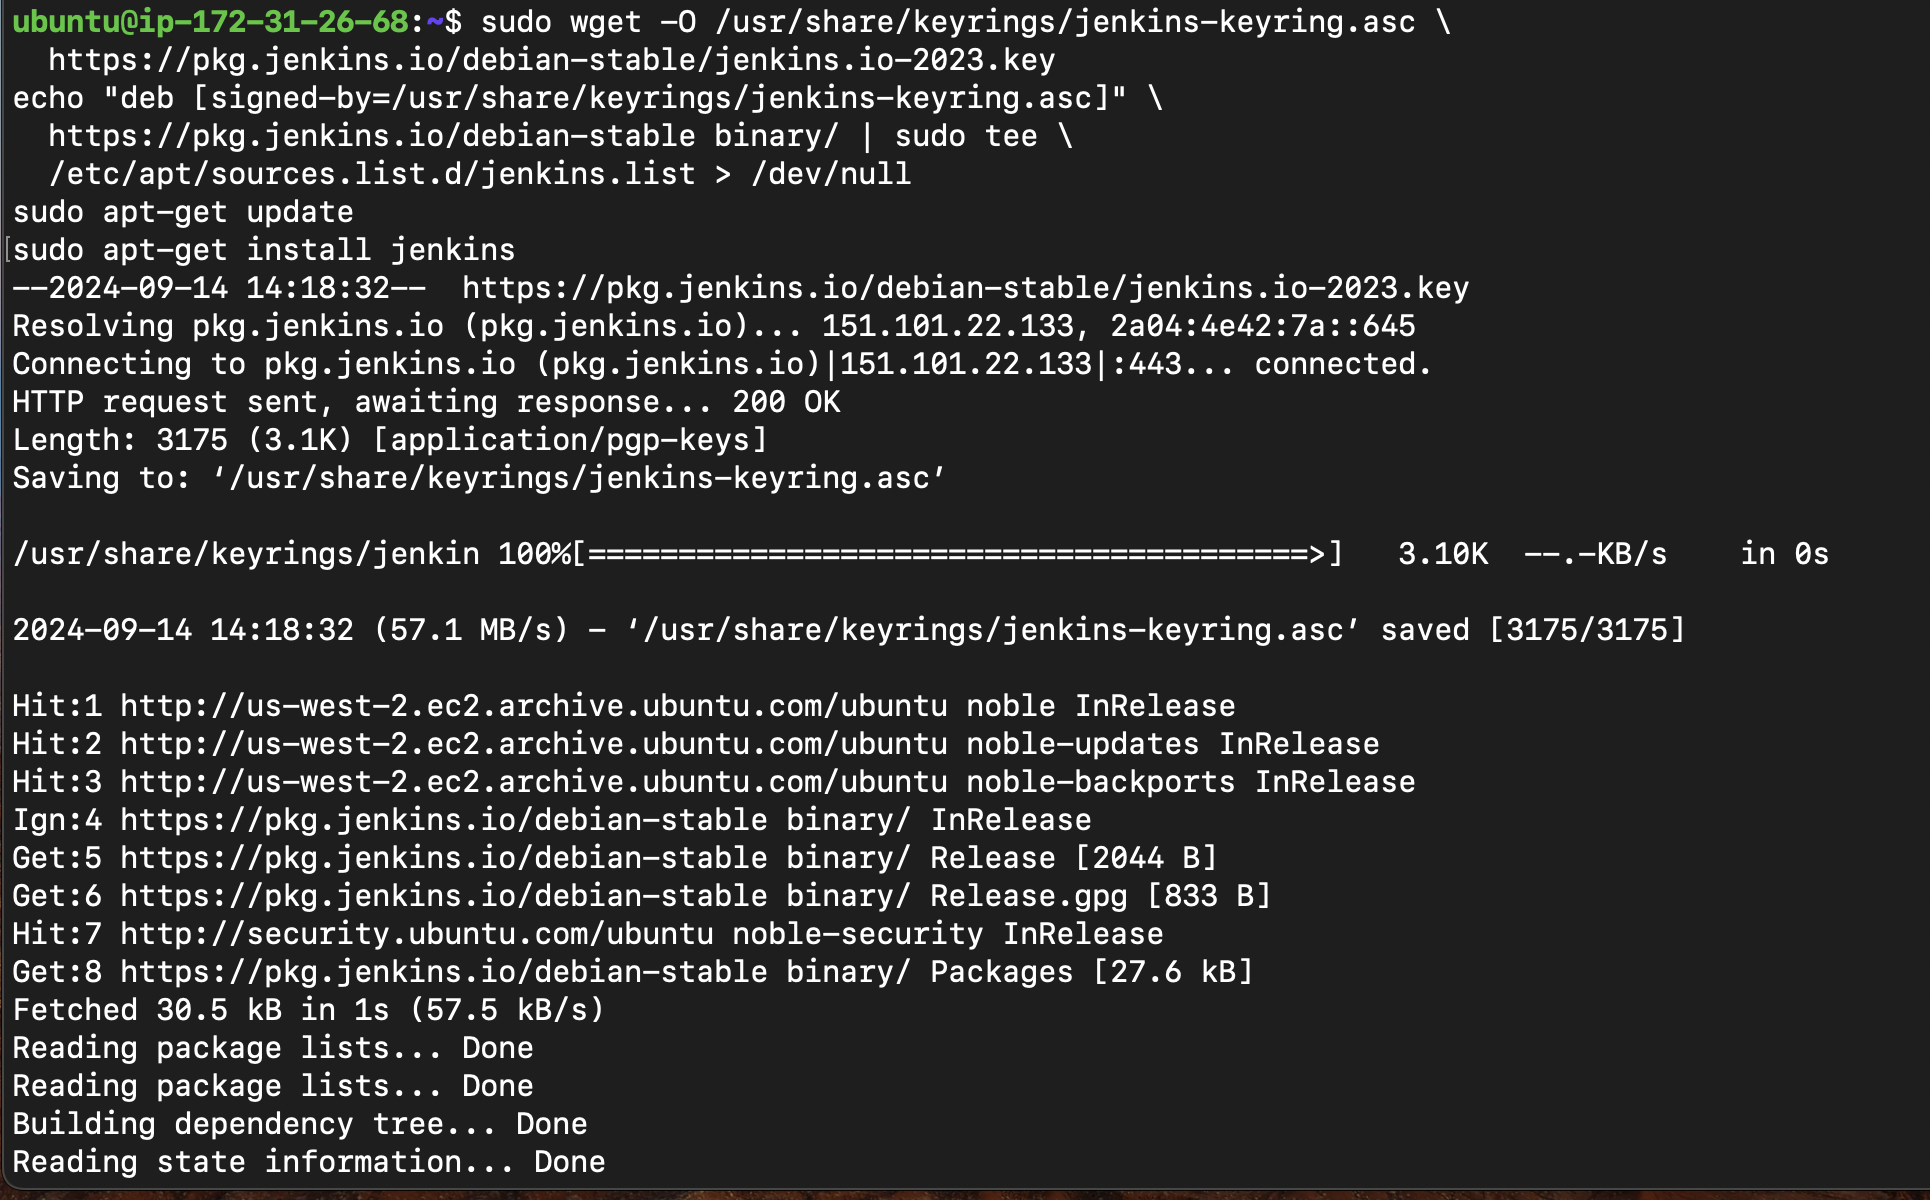 ubuntu@ip-172-31-26-68:~$ sudo wget -O /usr/share/keyrings/jenkins-keyring.asc \
  https://pkg.jenkins.io/debian-stable/jenkins.io-2023.key
echo "deb [signed-by=/usr/share/keyrings/jenkins-keyring.asc]" \
  https://pkg.jenkins.io/debian-stable binary/ | sudo tee \
  /etc/apt/sources.list.d/jenkins.list > /dev/null
sudo apt-get update
[sudo apt-get install jenkins
--2024-09-14 14:18:32--  https://pkg.jenkins.io/debian-stable/jenkins.io-2023.key
Resolving pkg.jenkins.io (pkg.jenkins.io)... 151.101.22.133, 2a04:4e42:7a::645
Connecting to pkg.jenkins.io (pkg.jenkins.io)|151.101.22.133|:443... connected.
HTTP request sent, awaiting response... 200 OK
Length: 3175 (3.1K) [application/pgp-keys]
Saving to: ‘/usr/share/keyrings/jenkins-keyring.asc’

/usr/share/keyrings/jenkin 100%[========================================>]   3.10K  --.-KB/s    in 0s

2024-09-14 14:18:32 (57.1 MB/s) - ‘/usr/share/keyrings/jenkins-keyring.asc’ saved [3175/3175]

Hit:1 http://us-west-2.ec2.archive.ubuntu.com/ubuntu noble InRelease
Hit:2 http://us-west-2.ec2.archive.ubuntu.com/ubuntu noble-updates InRelease
Hit:3 http://us-west-2.ec2.archive.ubuntu.com/ubuntu noble-backports InRelease
Ign:4 https://pkg.jenkins.io/debian-stable binary/ InRelease
Get:5 https://pkg.jenkins.io/debian-stable binary/ Release [2044 B]
Get:6 https://pkg.jenkins.io/debian-stable binary/ Release.gpg [833 B]
Hit:7 http://security.ubuntu.com/ubuntu noble-security InRelease
Get:8 https://pkg.jenkins.io/debian-stable binary/ Packages [27.6 kB]
Fetched 30.5 kB in 1s (57.5 kB/s)
Reading package lists... Done
Reading package lists... Done
Building dependency tree... Done
Reading state information... Done